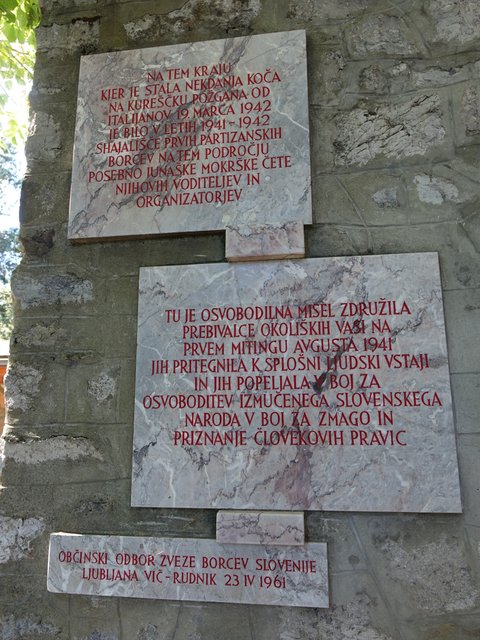 NA TEM KRAJU
KJER JE STALA NEKDANJA KOČA
NA KUREŠČKU POŽGANA OD
ITALIJANOV 19. MARCA 1942
JE BILO V LETIH 1941-1942
SHAJALIŠČE PRVIH PARTIZANSKIH
BORCEV NA TEM PODROČJU
POSEBNO JUNAŠKE MOKRŠKE ČETE
NJIHOVIH VODITELJEV IN
ORGANIZATORJEV
TU JE OSVOBODILNA MISEL ZDRUŽILA
PREBIVALCE OKOLIŠKIH VASI NA
PRVEM MITINGU AVGUSTA 1941
JIH PRITEGNILA K SPLOŠNI LJUDSKI VSTAJI
IN JIH POPELJALA V BOJ ZA
OSVOBODITEV IZMUČENEGA SLOVENSKEGA
NARODA V BOJ ZA ZMAGO IN
PRIZNANJE ČLOVEKOVIH PRAVIC
OBČINSKI ODBOR ZVEZE BORCEV SLOVENIJE
LJUBLJANA VIČ-RUDNIK 23 IV 1961